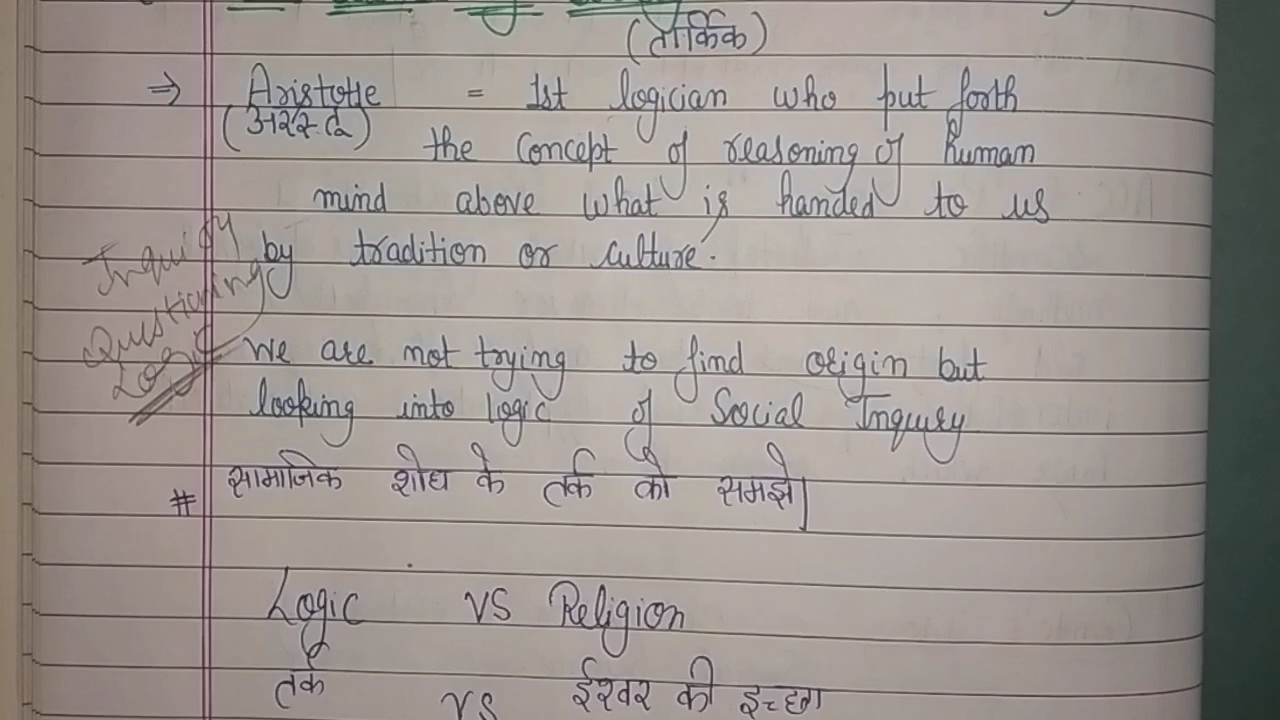 (तार्किक)
⇒ Aristotle = 1st logician who put forth
(अरस्तु) the concept of reasoning of human
mind above what is handed to us
by tradition or culture.
Inquiry
Questioning
Logic
We are not trying to find origin but
looking into logic of Social Inquiry
# सामाजिक शोध के तर्क को समझे|
Logic VS Religion
तर्क VS ईश्वर की इच्छा